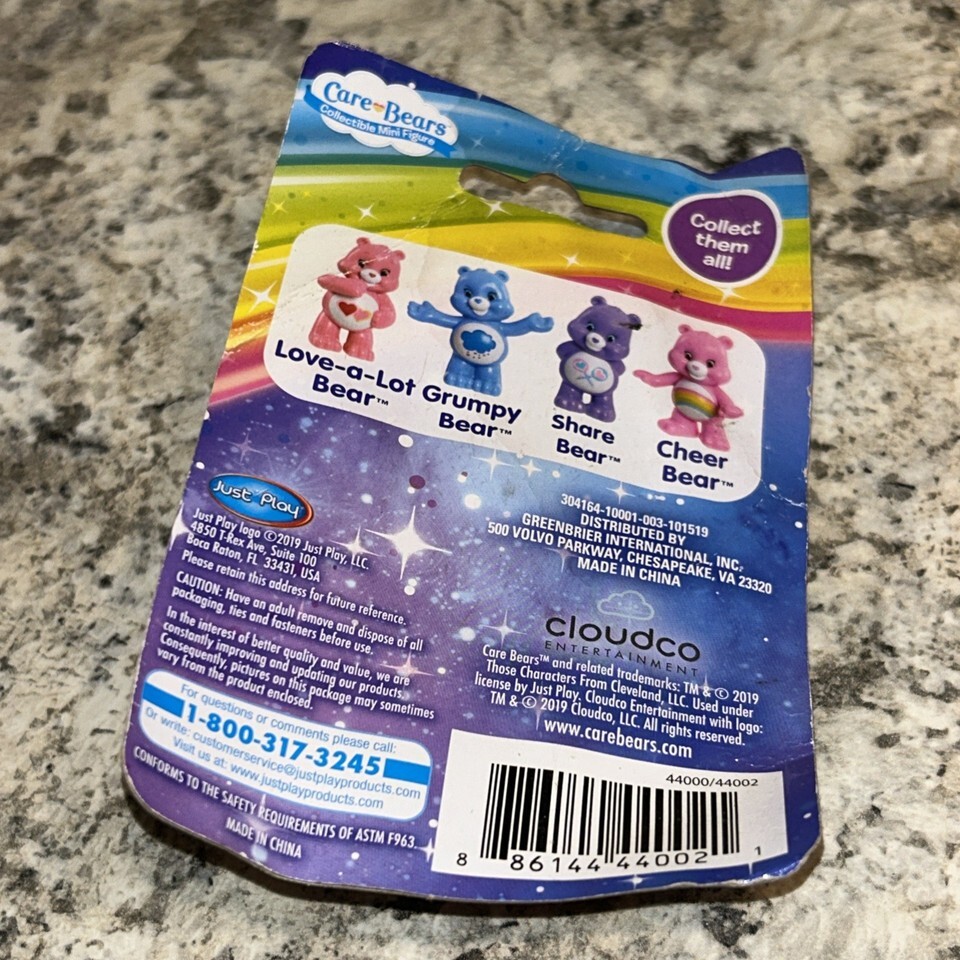 Care Bears™
Collectible Mini Figure
Collect
them
all!
Love-a-Lot
Bear™
Grumpy
Bear™
Share
Bear™
Cheer
Bear™
Just Play
Just Play logo ©2019 Just Play, LLC.
4850 T-Rex Ave, Suite 100
Boca Raton, FL 33431, USA
Please retain this address for future reference.
CAUTION: Have an adult remove and dispose of all
packaging, ties and fasteners before use.
In the interest of better quality and value, we are
constantly improving and updating our products.
Consequently, pictures on this package may sometimes
vary from the product enclosed.
For questions or comments please call:
1-800-317-3245
Or write: customerservice@justplayproducts.com
Visit us at: www.justplayproducts.com
CONFORMS TO THE SAFETY REQUIREMENTS OF ASTM F963.
MADE IN CHINA
304164-10001-003-101519
DISTRIBUTED BY
GREENBRIER INTERNATIONAL, INC.
500 VOLVO PARKWAY, CHESAPEAKE, VA 23320
MADE IN CHINA
cloudco
ENTERTAINMENT
Care Bears™ and related trademarks: TM & © 2019
Those Characters From Cleveland, LLC. Used under
license by Just Play. Cloudco Entertainment with logo:
TM & © 2019 Cloudco, LLC. All rights reserved.
www.carebears.com
44000/44002
8 86144 44002 1